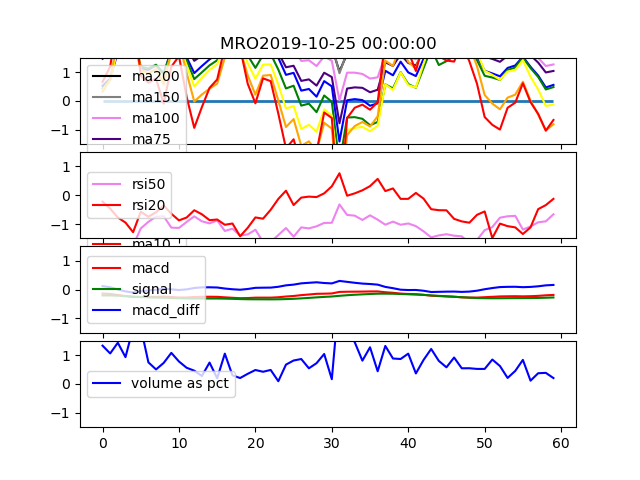 MRO2019-10-25 00:00:00
1
0
−1
ma200
ma150
ma100
ma75
1
0
−1
rsi50
rsi20
ma10
1
0
−1
macd
signal
macd_diff
1
0
−1
volume as pct
0 10 20 30 40 50 60